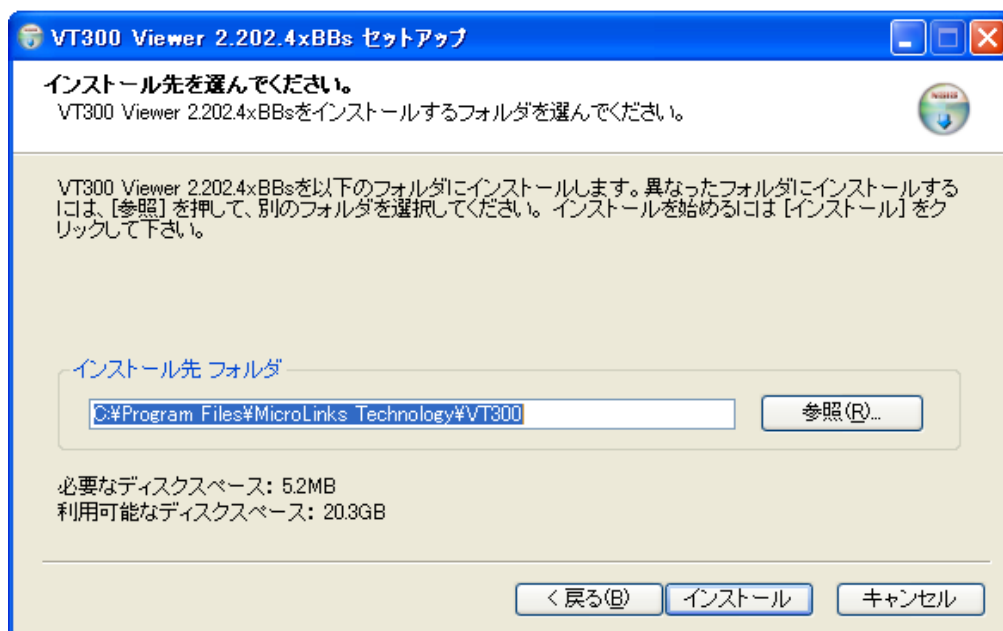 VT300 Viewer 2.202.4xBBs セットアップ
インストール先を選んでください。
VT300 Viewer 2.202.4xBBsをインストールするフォルダを選んでください。
VT300 Viewer 2.202.4xBBsを以下のフォルダにインストールします。異なったフォルダにインストールする
には、[参照] を押して、別のフォルダを選択してください。インストールを始めるには [インストール] をク
リックして下さい。
インストール先 フォルダ
C:¥Program Files¥MicroLinks Technology¥VT300
参照(R)...
必要なディスクスペース: 5.2MB
利用可能なディスクスペース: 20.3GB
< 戻る(B)
インストール
キャンセル